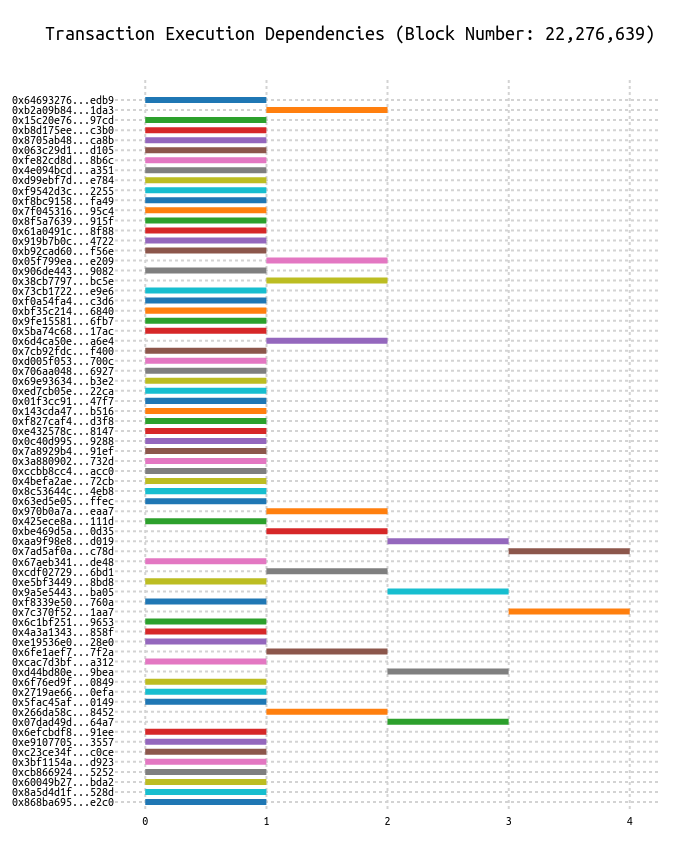 Transaction Execution Dependencies (Block Number: 22,276,639)
0x64693276...edb9
0xb2a09b84...1da3
0x15c20e76...97cd
0xb8d175ee...c3b0
0x8705ab48...ca8b
0x063c29d1...d105
0xfe82cd8d...8b6c
0x4e094bcd...a351
0xd99ebf7d...e784
0xf9542d3c...2255
0xf8bc9158...fa49
0x7f045316...95c4
0x8f5a7639...915f
0x61a0491c...8f88
0x919b7b0c...4722
0xb92cad60...f56e
0x05f799ea...e209
0x906de443...9082
0x38cb7797...bc5e
0x73cb1722...e9e6
0xf0a54fa4...c3d6
0xbf35c214...6840
0x9fe15581...6fb7
0x5ba74c68...17ac
0x6d4ca50e...a6e4
0x7cb92fdc...f400
0xd005f053...700c
0x706aa048...6927
0x69e93634...b3e2
0xed7cb05e...22ca
0x01f3cc91...47f7
0x143cda47...b516
0xf827caf4...d3f8
0xe432578c...8147
0x0c40d995...9288
0x7a8929b4...91ef
0x3a880902...732d
0xccbb8cc4...acc0
0x4befa2ae...72cb
0x8c53644c...4eb8
0x63ed5e05...ffec
0x970b0a7a...eaa7
0x425ece8a...111d
0xbe469d5a...0d35
0xaa9f98e8...d019
0x7ad5af0a...c78d
0x67aeb341...de48
0xcdf02729...6bd1
0xe5bf3449...8bd8
0x9a5e5443...ba05
0xf8339e50...760a
0x7c370f52...1aa7
0x6c1bf251...9653
0x4a3a1343...858f
0xe19536e0...28e0
0x6fe1aef7...7f2a
0xcac7d3bf...a312
0xd44bd80e...9bea
0x6f76ed9f...0849
0x2719ae66...0efa
0x5fac45af...0149
0x266da58c...8452
0x07dad49d...64a7
0x6efcbdf8...91ee
0xe9107705...3557
0xc23ce34f...c0ce
0x3bf1154a...d923
0xcb866924...5252
0x60049b27...bda2
0x8a5d4d1f...528d
0x868ba695...e2c0
0 1 2 3 4